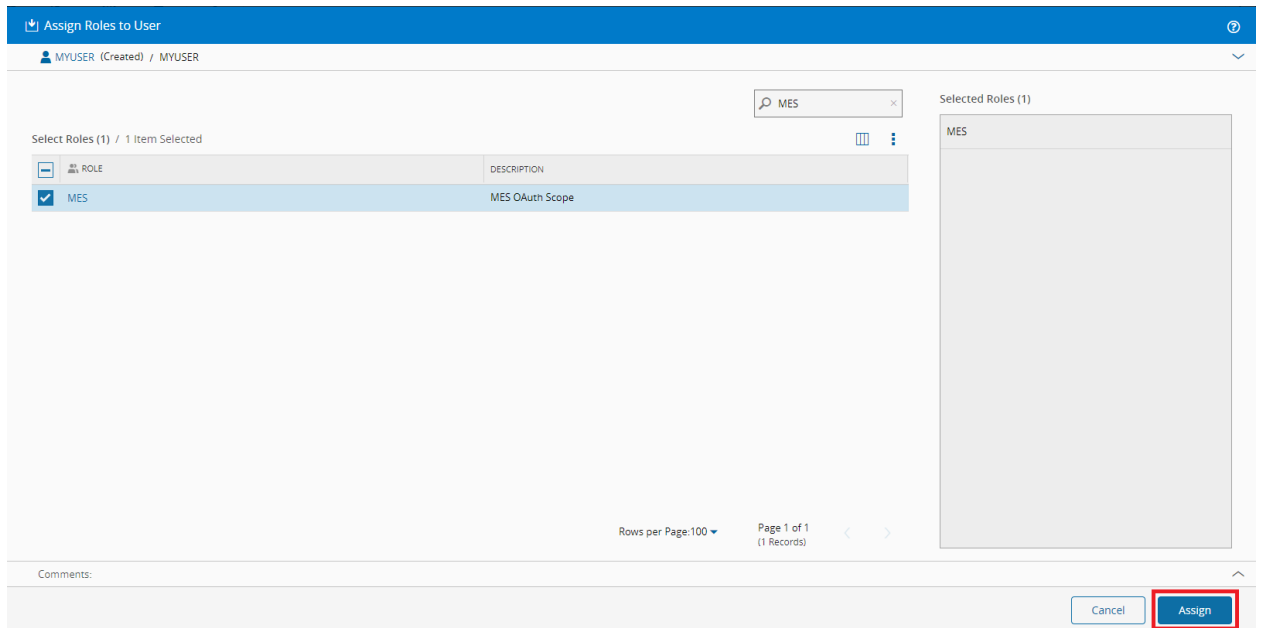 Assign Roles to User
MYUSER (Created) / MYUSER
MES
Selected Roles (1)
MES
Select Roles (1) / 1 Item Selected
ROLE DESCRIPTION
MES MES OAuth Scope
Rows per Page:100 Page 1 of 1
(1 Records)
Comments:
Cancel Assign